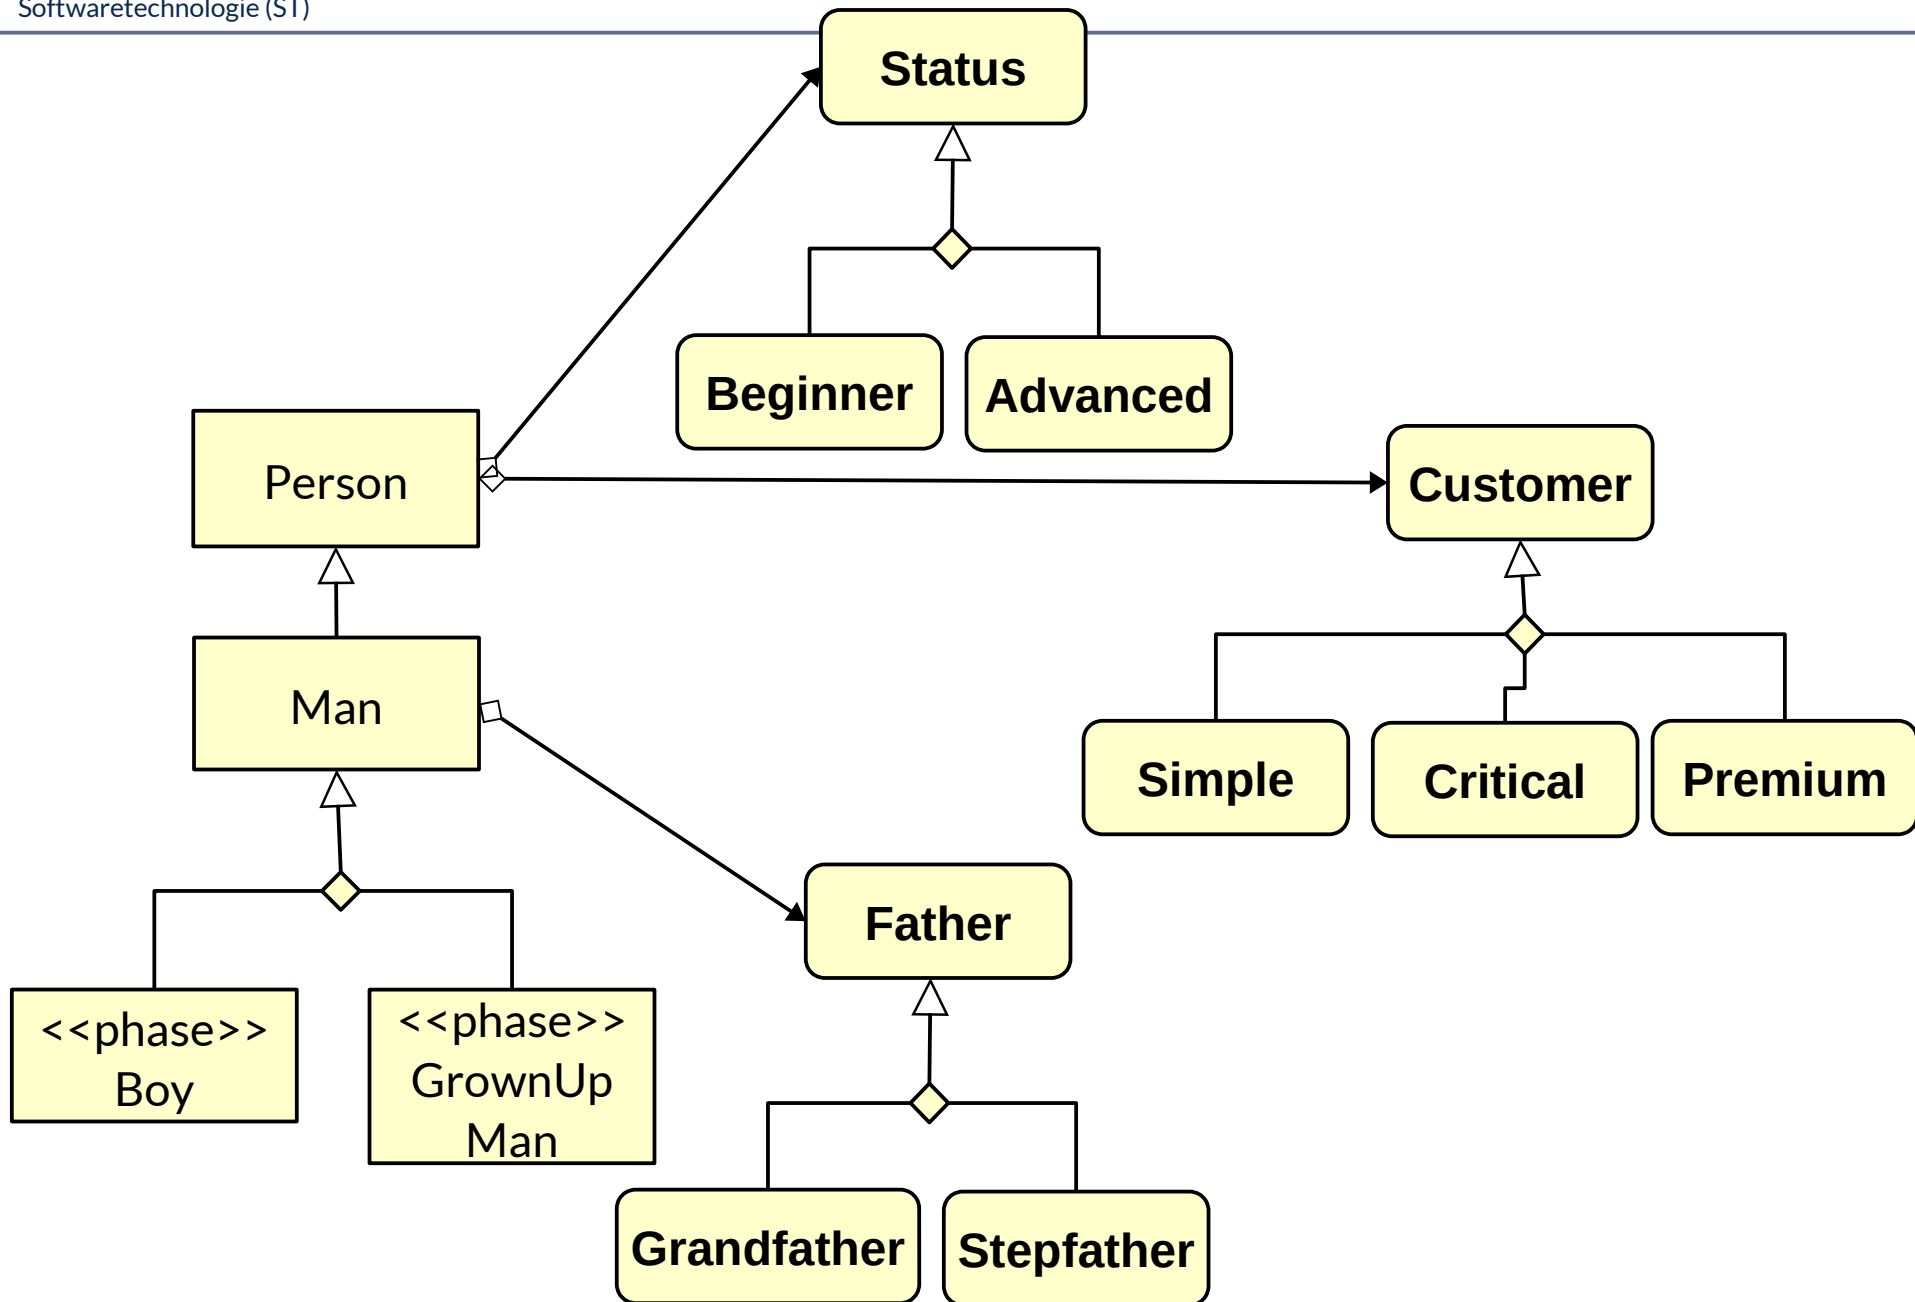 Softwaretechnologie (ST)
Status
Beginner
Advanced
Person
Customer
Man
Simple
Critical
Premium
Father
<<phase>>
Boy
<<phase>>
GrownUp
Man
Grandfather
Stepfather